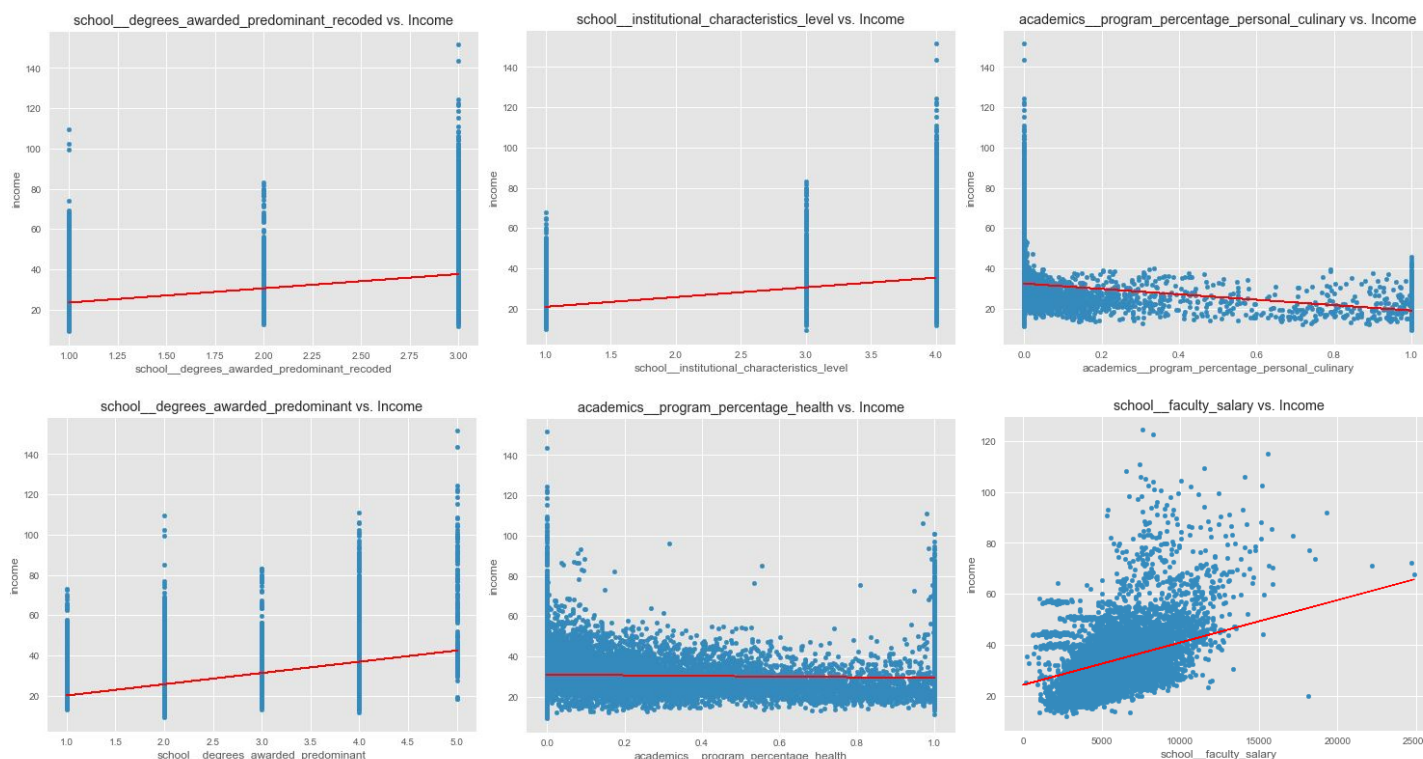 school__degrees_awarded_predominant_recoded vs. Income
140
120
100
80
60
40
20
income
1.00 1.25 1.50 1.75 2.00 2.25 2.50 2.75 3.00
school__degrees_awarded_predominant_recoded
school__institutional_characteristics_level vs. Income
140
120
100
80
60
40
20
income
1.0 1.5 2.0 2.5 3.0 3.5 4.0
school__institutional_characteristics_level
academics__program_percentage_personal_culinary vs. Income
140
120
100
80
60
40
20
income
0.0 0.2 0.4 0.6 0.8 1.0
academics__program_percentage_personal_culinary
school__degrees_awarded_predominant vs. Income
140
120
100
80
60
40
20
income
1.0 1.5 2.0 2.5 3.0 3.5 4.0 4.5 5.0
school__degrees_awarded_predominant
academics__program_percentage_health vs. Income
140
120
100
80
60
40
20
income
0.0 0.2 0.4 0.6 0.8 1.0
academics__program_percentage_health
school__faculty_salary vs. Income
120
100
80
60
40
20
income
0 5000 10000 15000 20000 2500
school__faculty_salary